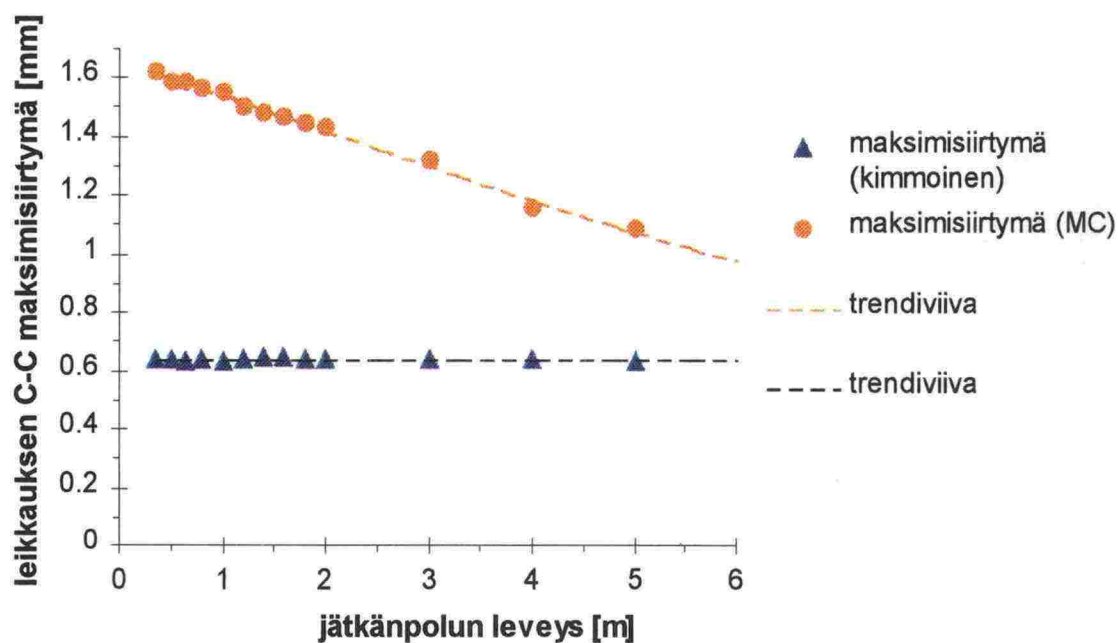 leikkauksen C-C maksimisiirtymä [mm]
1.6
1.4
1.2
1
0.8
0.6
0.4
0.2
0
0 1 2 3 4 5 6
jätkänpolun leveys [m]
maksimisiirtymä
(kimmoinen)
maksimisiirtymä (MC)
trendiviiva
trendiviiva